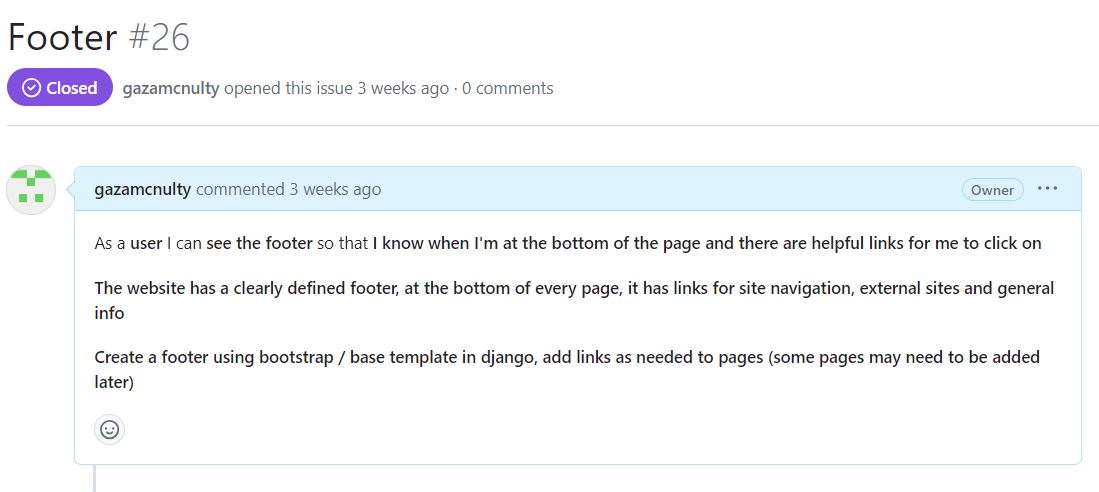 Footer #26
Closed gazamcnulty opened this issue 3 weeks ago · 0 comments
gazamcnulty commented 3 weeks ago Owner
As a user I can see the footer so that I know when I'm at the bottom of the page and there are helpful links for me to click on
The website has a clearly defined footer, at the bottom of every page, it has links for site navigation, external sites and general
info
Create a footer using bootstrap / base template in django, add links as needed to pages (some pages may need to be added
later)